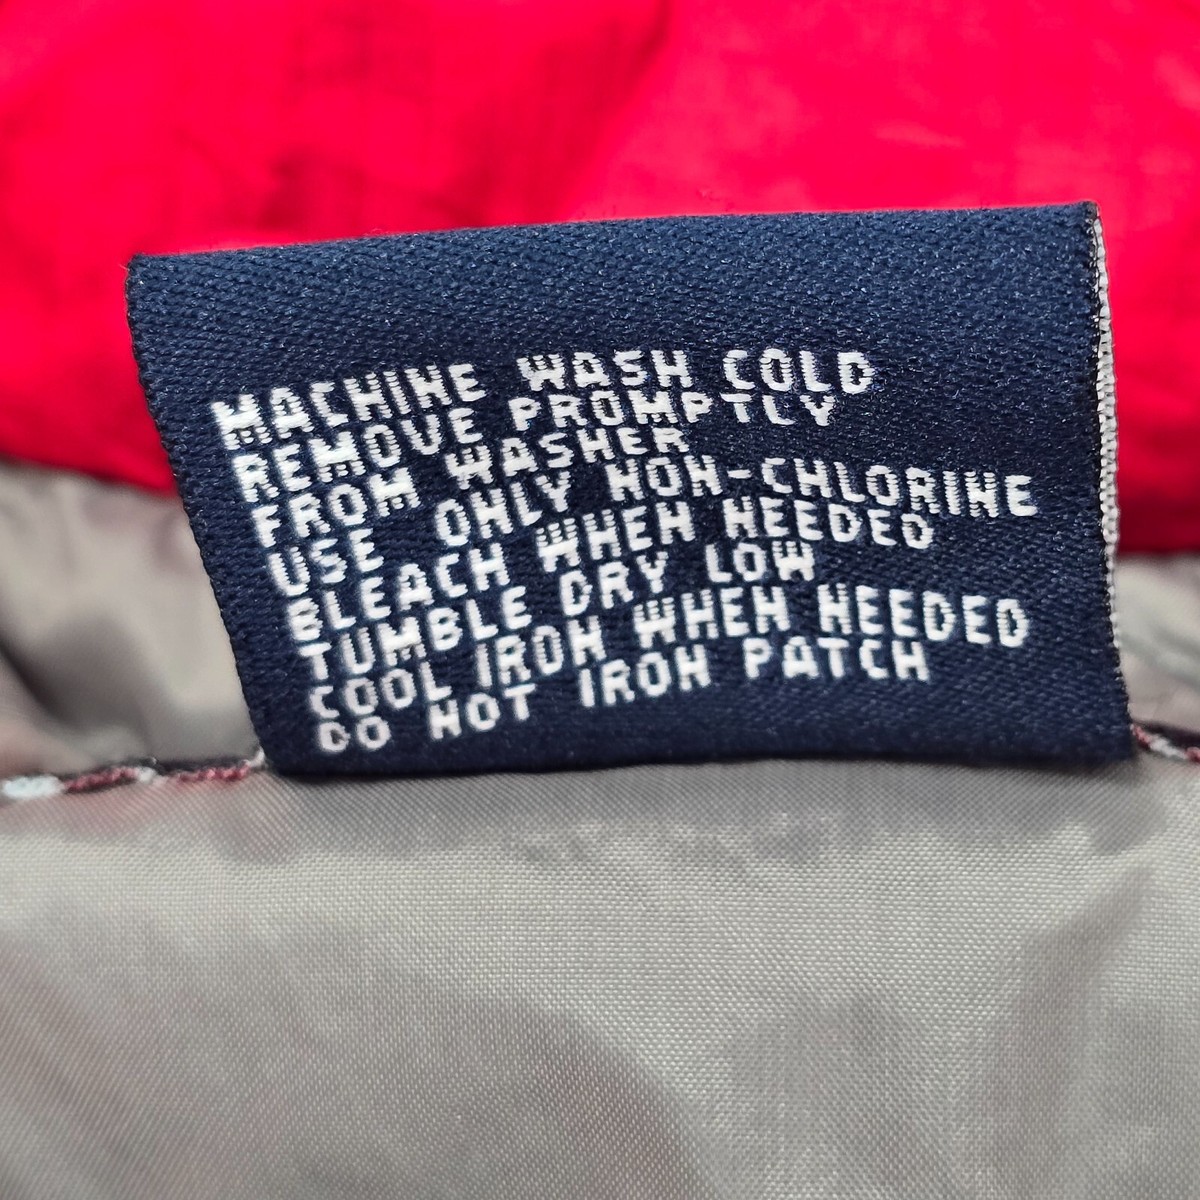 MACHINE WASH COLD
REMOVE PROMPTLY
FROM WASHER
USE ONLY NON-CHLORINE
BLEACH WHEN NEEDED
TUMBLE DRY LOW
COOL IRON WHEN NEEDED
DO NOT IRON PATCH